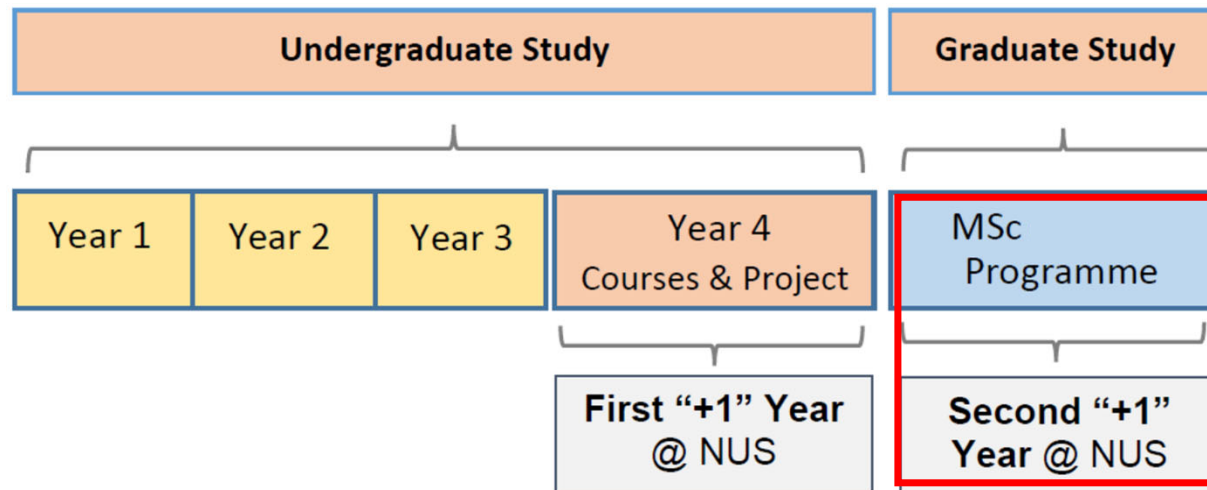 Undergraduate Study
Graduate Study
Year 1
Year 2
Year 3
Year 4
Courses & Project
MSc
Programme
First “+1” Year
@ NUS
Second “+1”
Year @ NUS